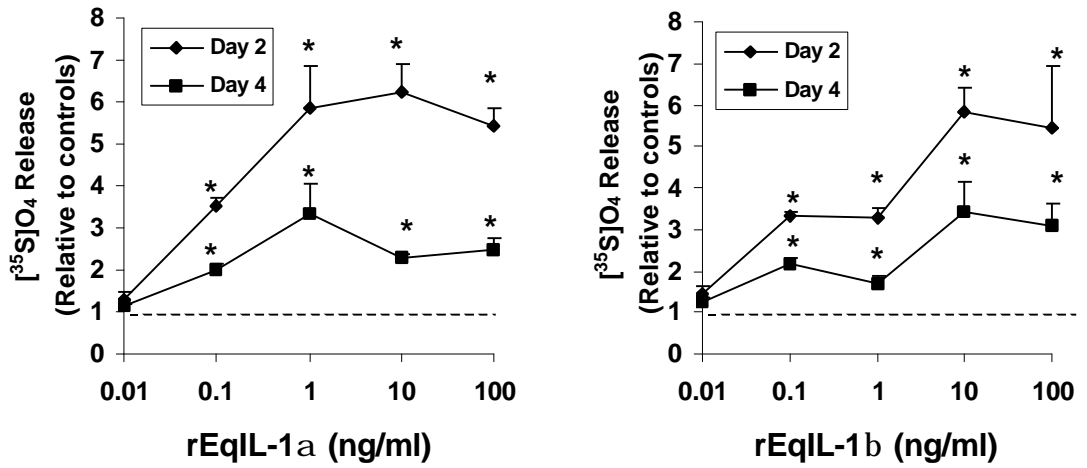 8
7
6
5
4
3
2
1
0
[³⁵S]O₄ Release
(Relative to controls)
Day 2
Day 4
* * * * *
* * * *
0.01 0.1 1 10 100
rEqIL-1a (ng/ml)
8
7
6
5
4
3
2
1
0
[³⁵S]O₄ Release
(Relative to controls)
Day 2
Day 4
* * * *
* * * *
0.01 0.1 1 10 100
rEqIL-1b (ng/ml)